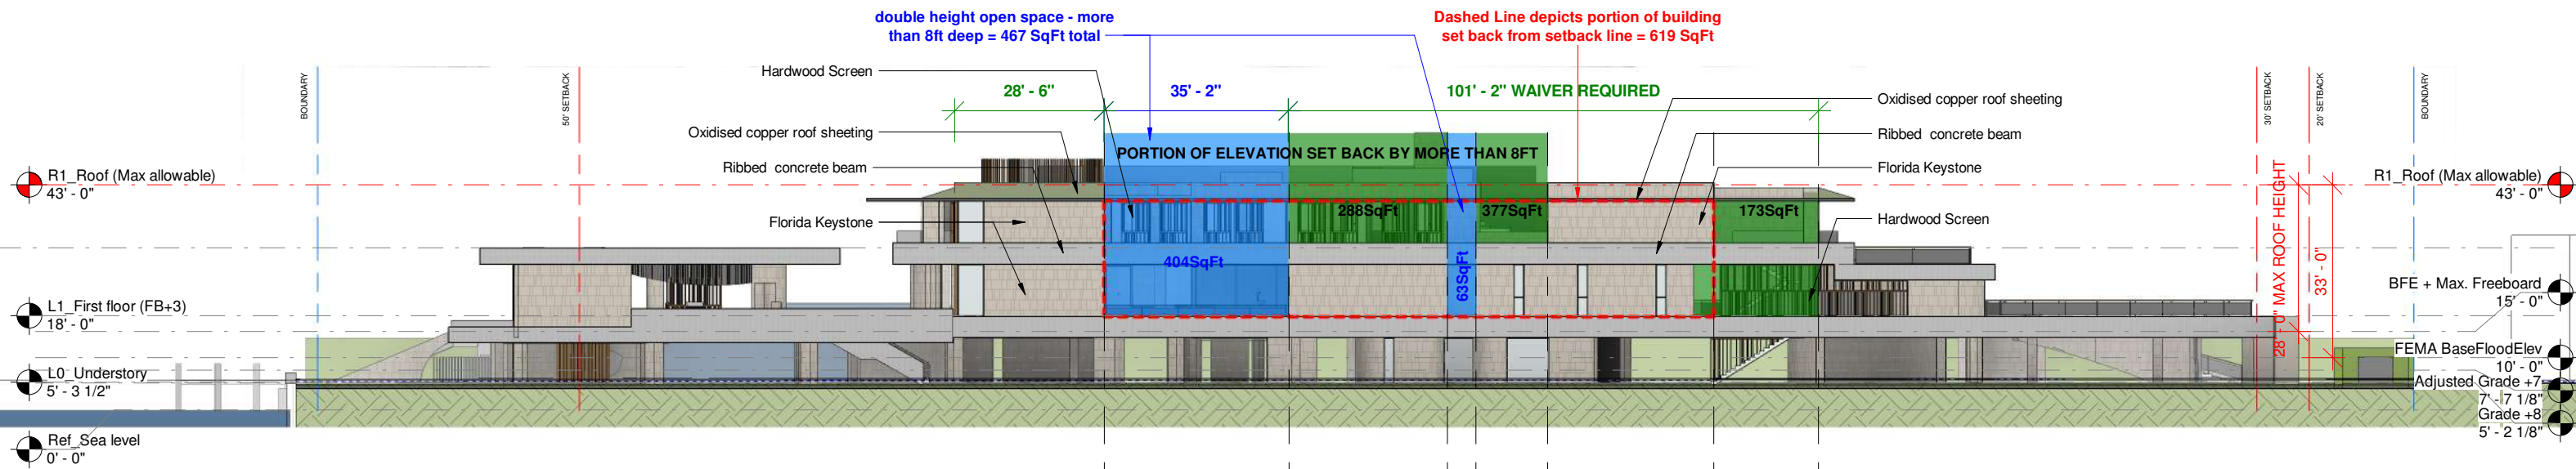 double height open space - more
than 8ft deep = 467 SqFt total
Dashed Line depicts portion of building
set back from setback line = 619 SqFt
BOUNDARY
50' SETBACK
Hardwood Screen
28' - 6"
35' - 2"
101' - 2" WAIVER REQUIRED
Oxidised copper roof sheeting
30' SETBACK
20' SETBACK
BOUNDARY
Oxidised copper roof sheeting
Ribbed concrete beam
Ribbed concrete beam
Florida Keystone
PORTION OF ELEVATION SET BACK BY MORE THAN 8FT
Florida Keystone
Hardwood Screen
R1_Roof (Max allowable)
43' - 0"
R1_Roof (Max allowable)
43' - 0"
288SqFt
377SqFt
173SqFt
404SqFt
63SqFt
28' - 0" MAX ROOF HEIGHT
33' - 0"
L1_First floor (FB+3)
18' - 0"
BFE + Max. Freeboard
15' - 0"
L0_Understory
5' - 3 1/2"
FEMA BaseFloodElev
10' - 0"
Adjusted Grade +7
7' - 7 1/8"
Grade +8
5' - 2 1/8"
Ref_Sea level
0' - 0"